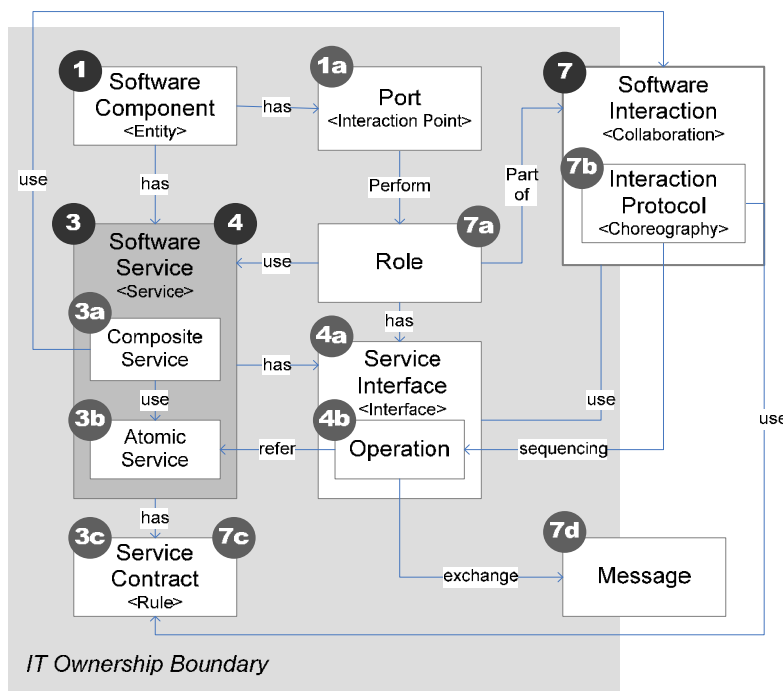 1
Software
Component
<Entity>
has
1a
Port
<Interaction Point>
7
Software
Interaction
<Collaboration>
7b
Interaction
Protocol
<Choreography>
use
has
Perform
Part
of
3
4
Software
Service
<Service>
use
7a
Role
3a
Composite
Service
has
has
4a
Service
Interface
<Interface>
use
use
use
3b
Atomic
Service
refer
4b
Operation
sequencing
has
3c
7c
Service
Contract
<Rule>
exchange
7d
Message
IT Ownership Boundary